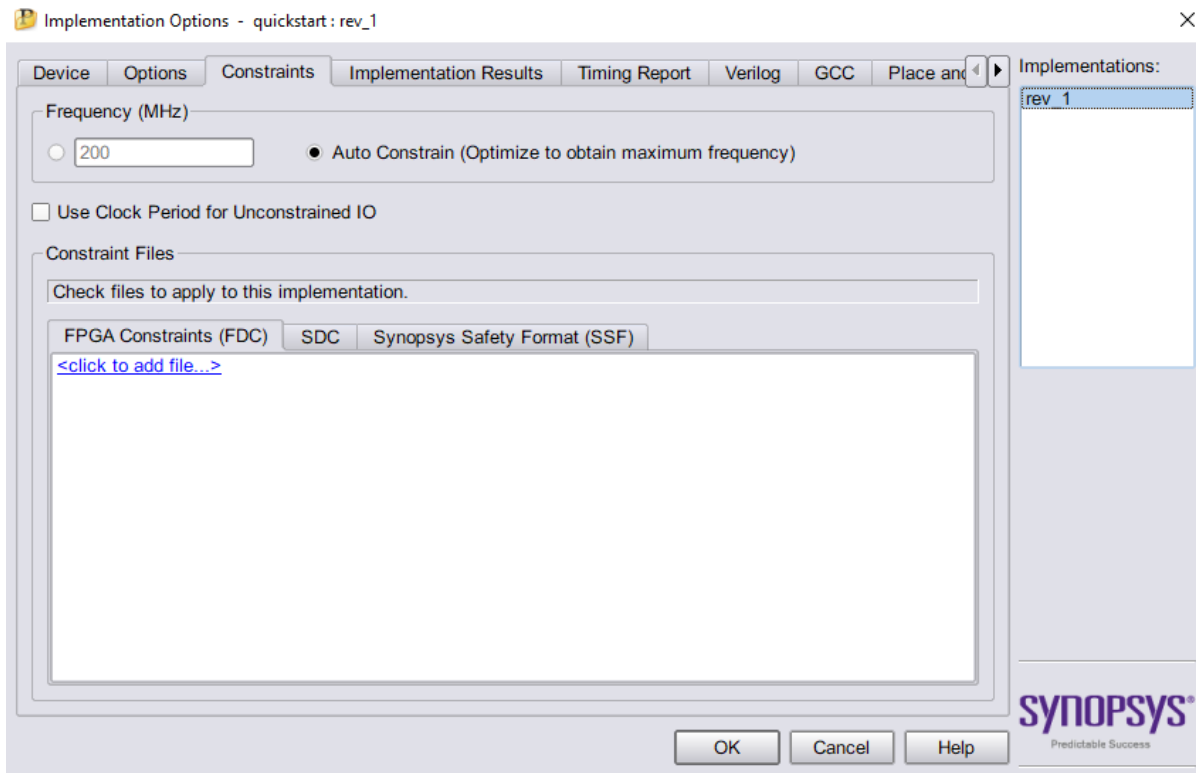 Implementation Options - quickstart : rev_1
Device Options Constraints Implementation Results Timing Report Verilog GCC Place and
Implementations:
rev_1
Frequency (MHz)
200
Auto Constrain (Optimize to obtain maximum frequency)
Use Clock Period for Unconstrained IO
Constraint Files
Check files to apply to this implementation.
FPGA Constraints (FDC) SDC Synopsys Safety Format (SSF)
<click to add file...>
OK Cancel Help
SYNOPSYS®
Predictable Success